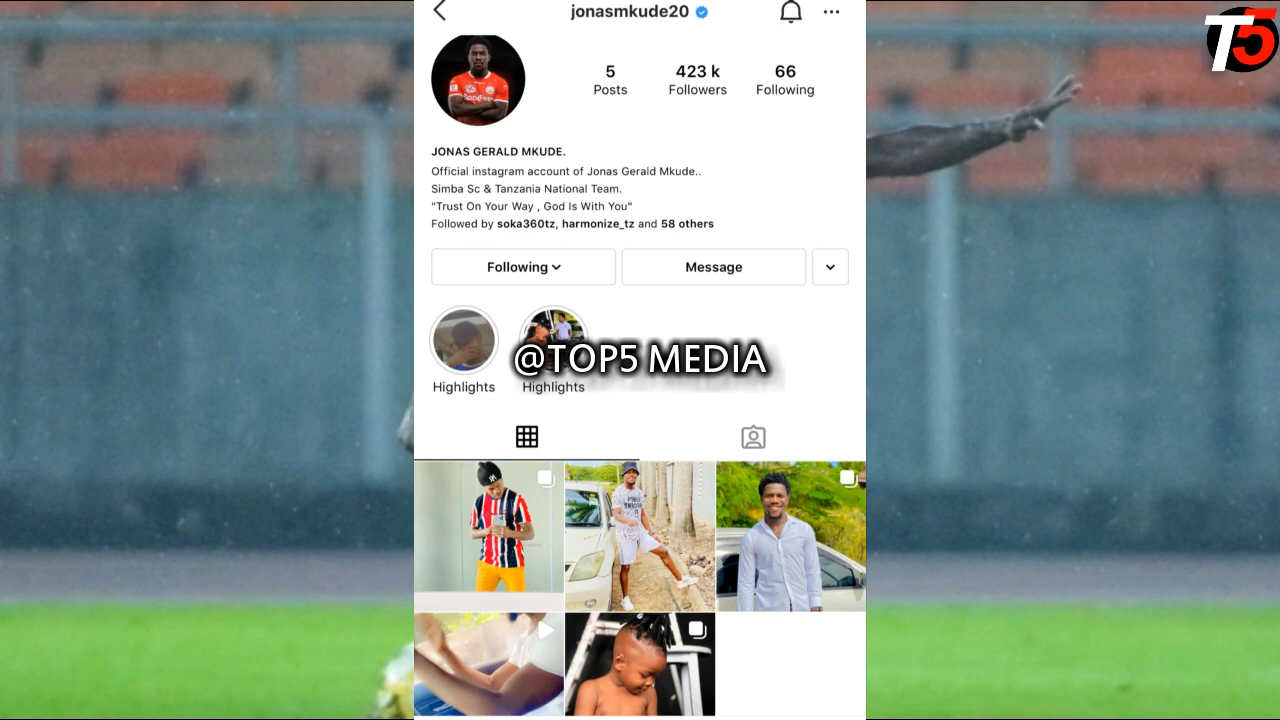 jonasmkude20
T5
5
423 k
66
Posts
Followers
Following
JONAS GERALD MKUDE.
Official instagram account of Jonas Gerald Mkude..
Simba Sc & Tanzania National Team.
"Trust On Your Way , God Is With You"
Followed by soka360tz, harmonize_tz and 58 others
Following
Message
@TOP5 MEDIA
Highlights
Highlights